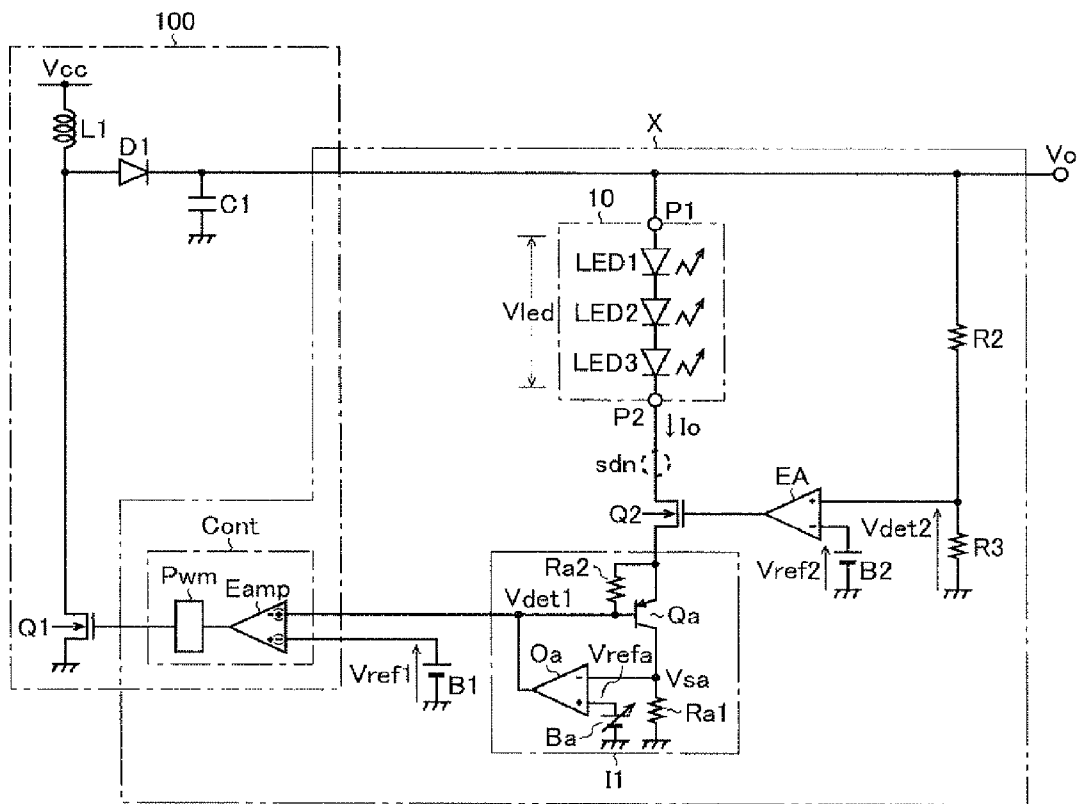 100
Vcc
L1
D1
C1
X
Vo
10
P1
LED1
LED2
LED3
Vled
P2
Io
sdn
EA
Q2
R2
R3
Vdet2
Vref2
B2
Cont
Pwm
Eamp
Q1
Vref1
B1
Ra2
Vdet1
Qa
Oa
Vrefa
Vsa
Ra1
Ba
I1